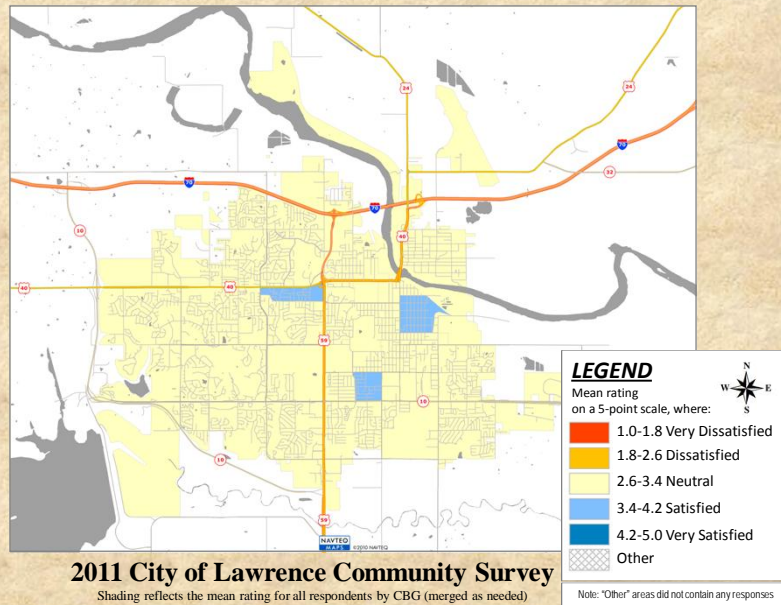 24
24
70
32
70
10
40
40
40
59
10
10
59
NAVTEQ
MAPS ©2010 NAVTEQ
LEGEND
N
W E
S
Mean rating
on a 5-point scale, where:
1.0-1.8 Very Dissatisfied
1.8-2.6 Dissatisfied
2.6-3.4 Neutral
3.4-4.2 Satisfied
4.2-5.0 Very Satisfied
Other
2011 City of Lawrence Community Survey
Shading reflects the mean rating for all respondents by CBG (merged as needed)
Note: "Other" areas did not contain any responses